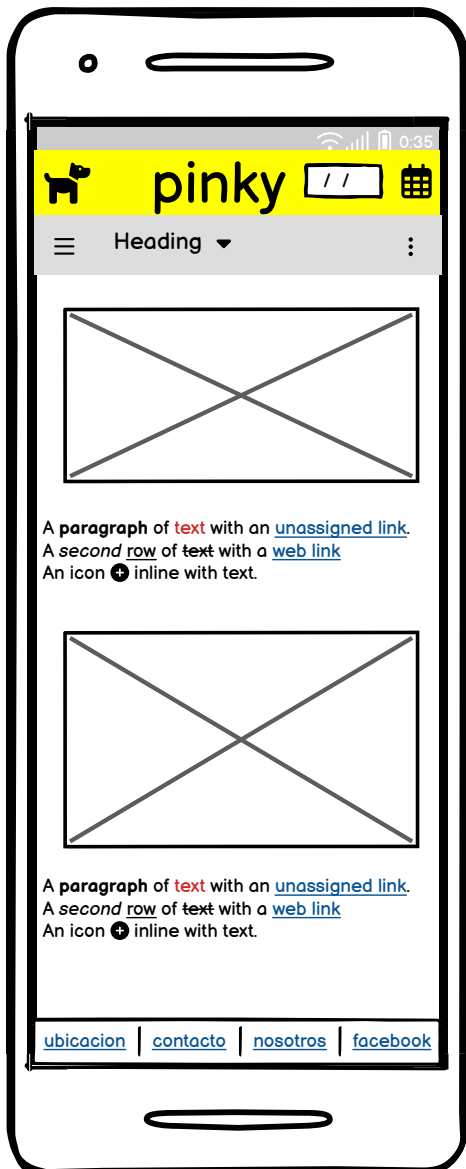 0:35
pinky / /
Heading
A paragraph of text with an unassigned link.
A second row of text with a web link
An icon inline with text.
A paragraph of text with an unassigned link.
A second row of text with a web link
An icon inline with text.
ubicacion contacto nosotros facebook